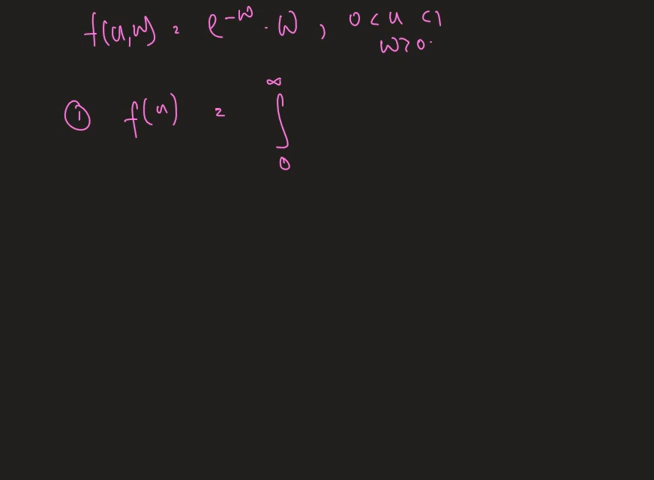 f(u,w) = e^{-w} · w , 0 < u < 1
w > 0.
① f(u) = ∫_0^∞